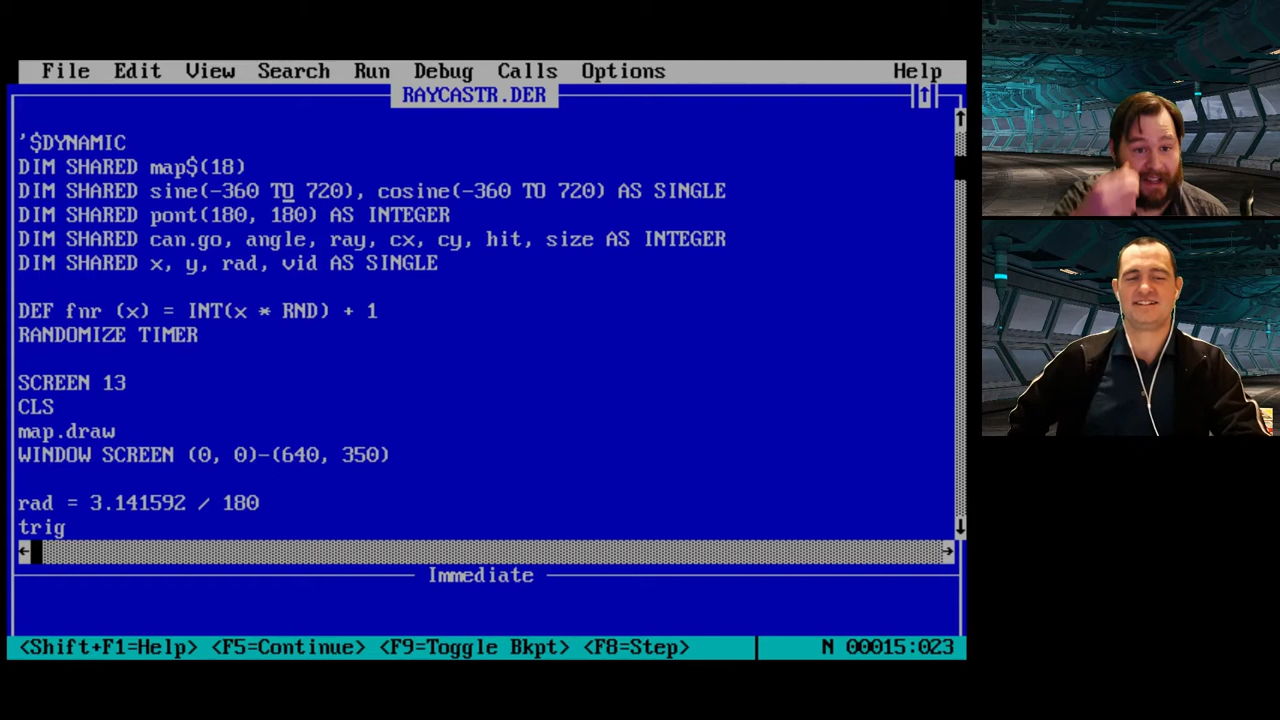 File Edit View Search Run Debug Calls Options Help
RAYCASTR.DER
'$DYNAMIC
DIM SHARED map$(18)
DIM SHARED sine(-360 TO 720), cosine(-360 TO 720) AS SINGLE
DIM SHARED pont(180, 180) AS INTEGER
DIM SHARED can.go, angle, ray, cx, cy, hit, size AS INTEGER
DIM SHARED x, y, rad, vid AS SINGLE
DEF fnr (x) = INT(x * RND) + 1
RANDOMIZE TIMER
SCREEN 13
CLS
map.draw
WINDOW SCREEN (0, 0)-(640, 350)
rad = 3.141592 / 180
trig
Immediate
<Shift+F1=Help> <F5=Continue> <F9=Toggle Bkpt> <F8=Step> N 00015:023